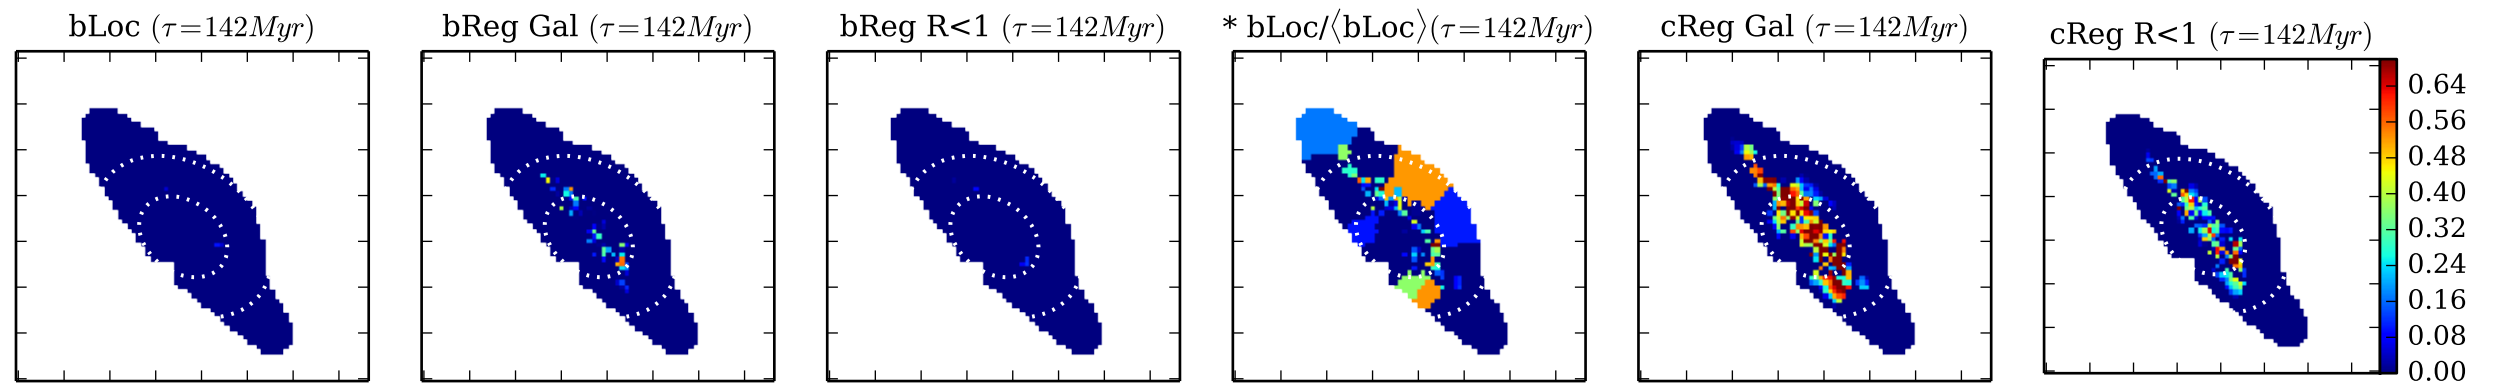 bLoc (τ=142Myr)
bReg Gal (τ=142Myr)
bReg R<1 (τ=142Myr)
* bLoc/⟨bLoc⟩(τ=142Myr)
cReg Gal (τ=142Myr)
cReg R<1 (τ=142Myr)
0.64
0.56
0.48
0.40
0.32
0.24
0.16
0.08
0.00